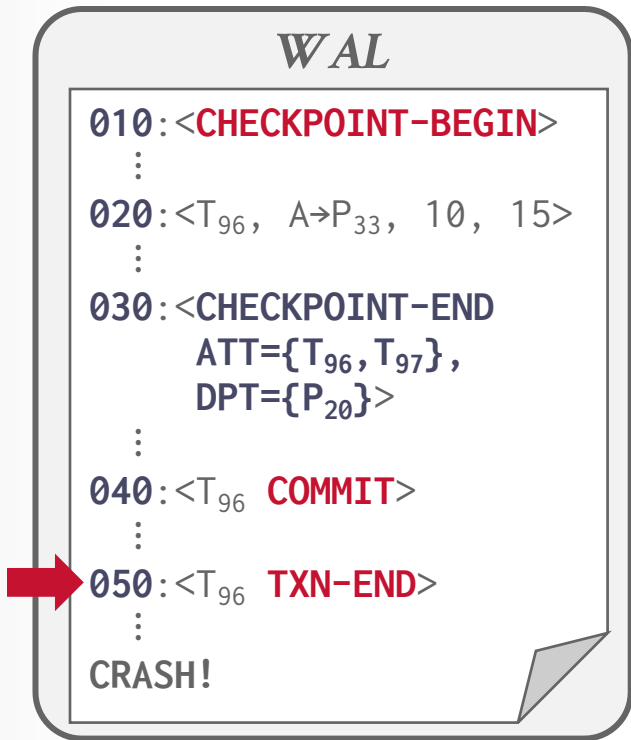 WAL
010:<CHECKPOINT-BEGIN>
⋮
020:<T₉₆, A→P₃₃, 10, 15>
⋮
030:<CHECKPOINT-END
ATT={T₉₆,T₉₇},
DPT={P₂₀}>
⋮
040:<T₉₆ COMMIT>
⋮
050:<T₉₆ TXN-END>
⋮
CRASH!